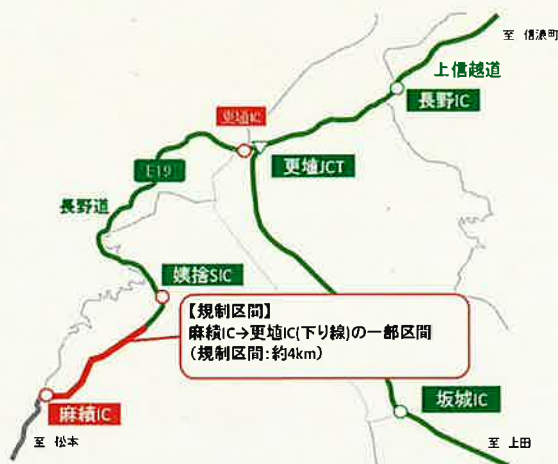 至 信濃町
上信越道
長野IC
更埴IC
更埴JCT
E19
長野道
姨捨SIC
【規制区間】
麻績IC→更埴IC(下り線)の一部区間
（規制区間:約4km）
麻績IC
坂城IC
至 松本
至 上田